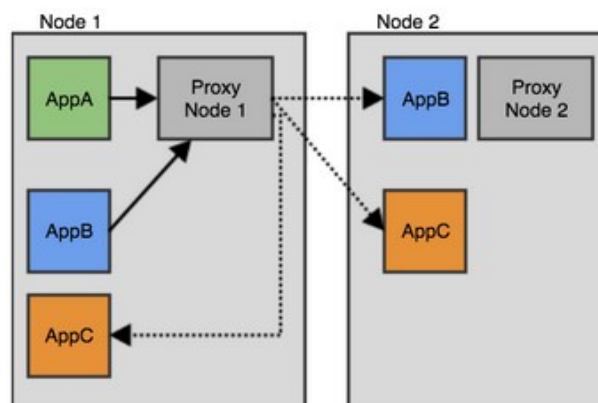 Node 1
Node 2
AppA
Proxy
Node 1
AppB
Proxy
Node 2
AppB
AppC
AppC